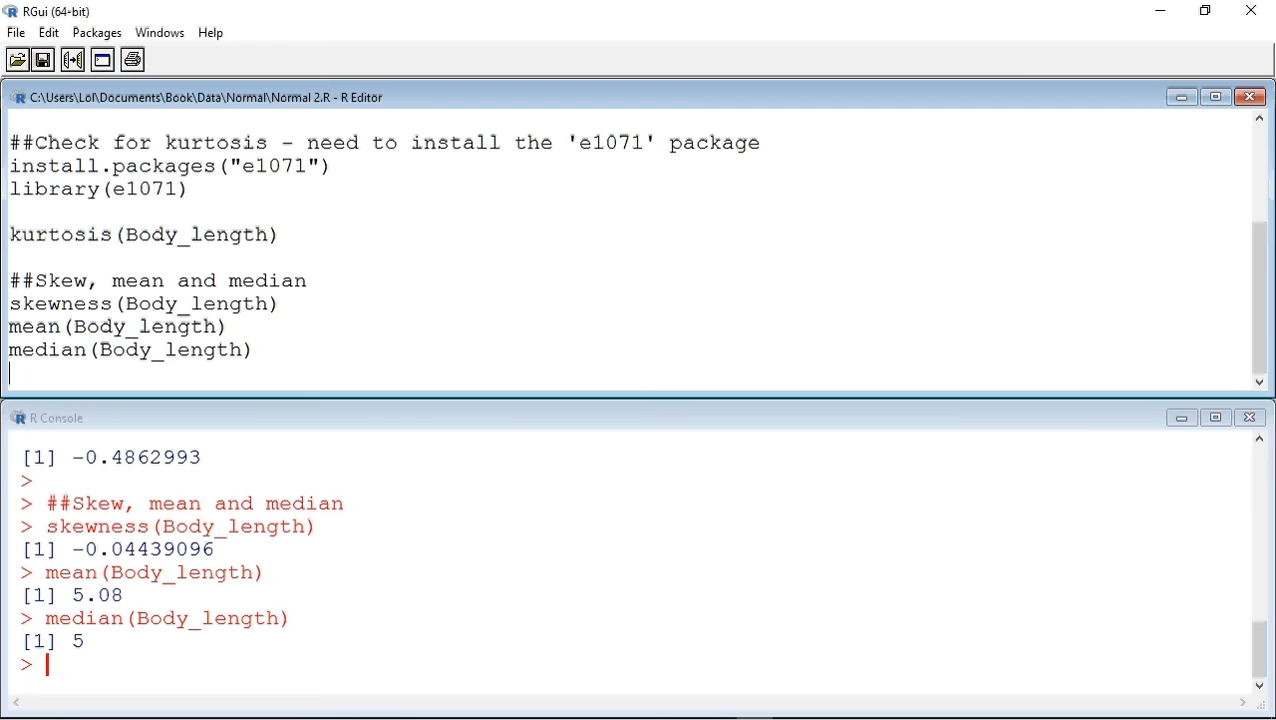 RGui (64-bit)
File Edit Packages Windows Help
C:\Users\Lol\Documents\Book\Data\Normal\Normal 2.R - R Editor
##Check for kurtosis - need to install the 'e1071' package
install.packages("e1071")
library(e1071)
kurtosis(Body_length)
##Skew, mean and median
skewness(Body_length)
mean(Body_length)
median(Body_length)
R Console
[1] -0.4862993
>
> ##Skew, mean and median
> skewness(Body_length)
[1] -0.04439096
> mean(Body_length)
[1] 5.08
> median(Body_length)
[1] 5
>